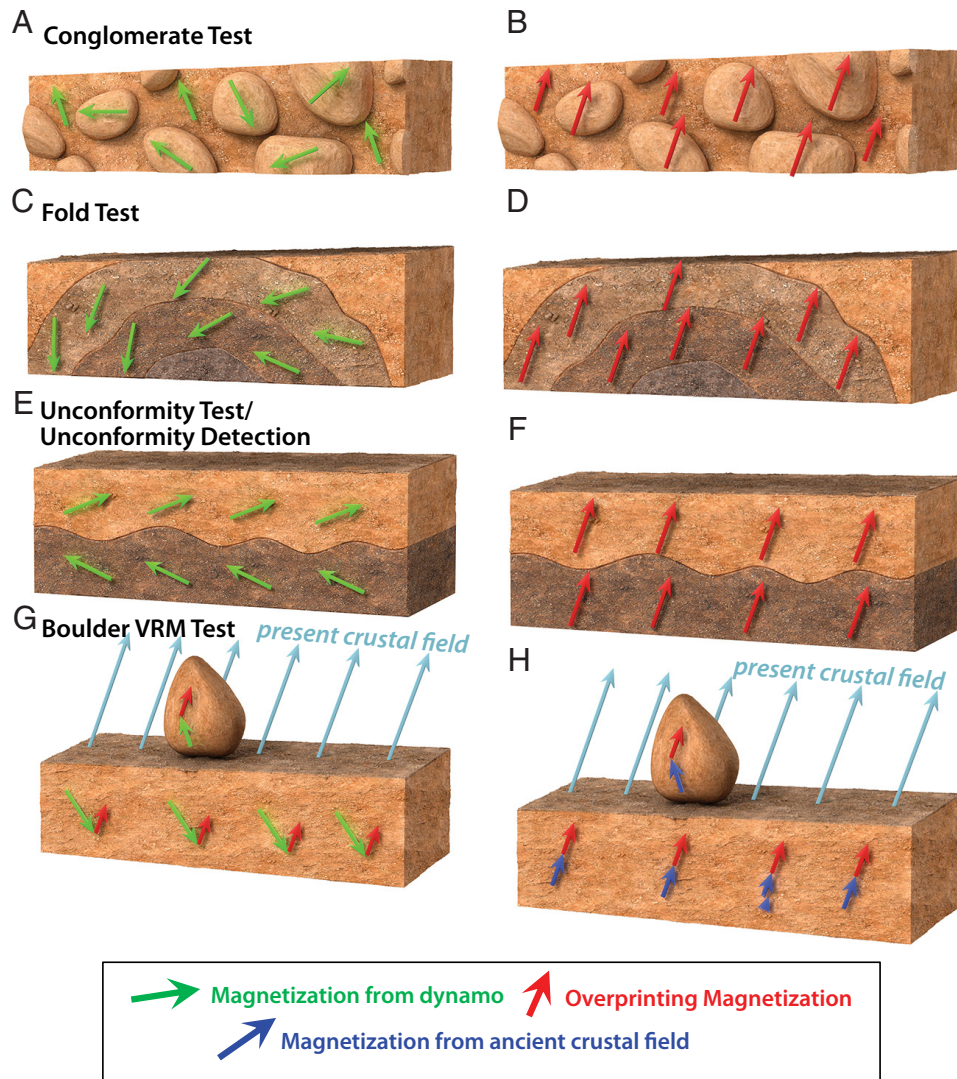 A
Conglomerate Test
B
C
Fold Test
D
E
Unconformity Test/
Unconformity Detection
F
G
Boulder VRM Test
present crustal field
H
present crustal field
Magnetization from dynamo
Overprinting Magnetization
Magnetization from ancient crustal field